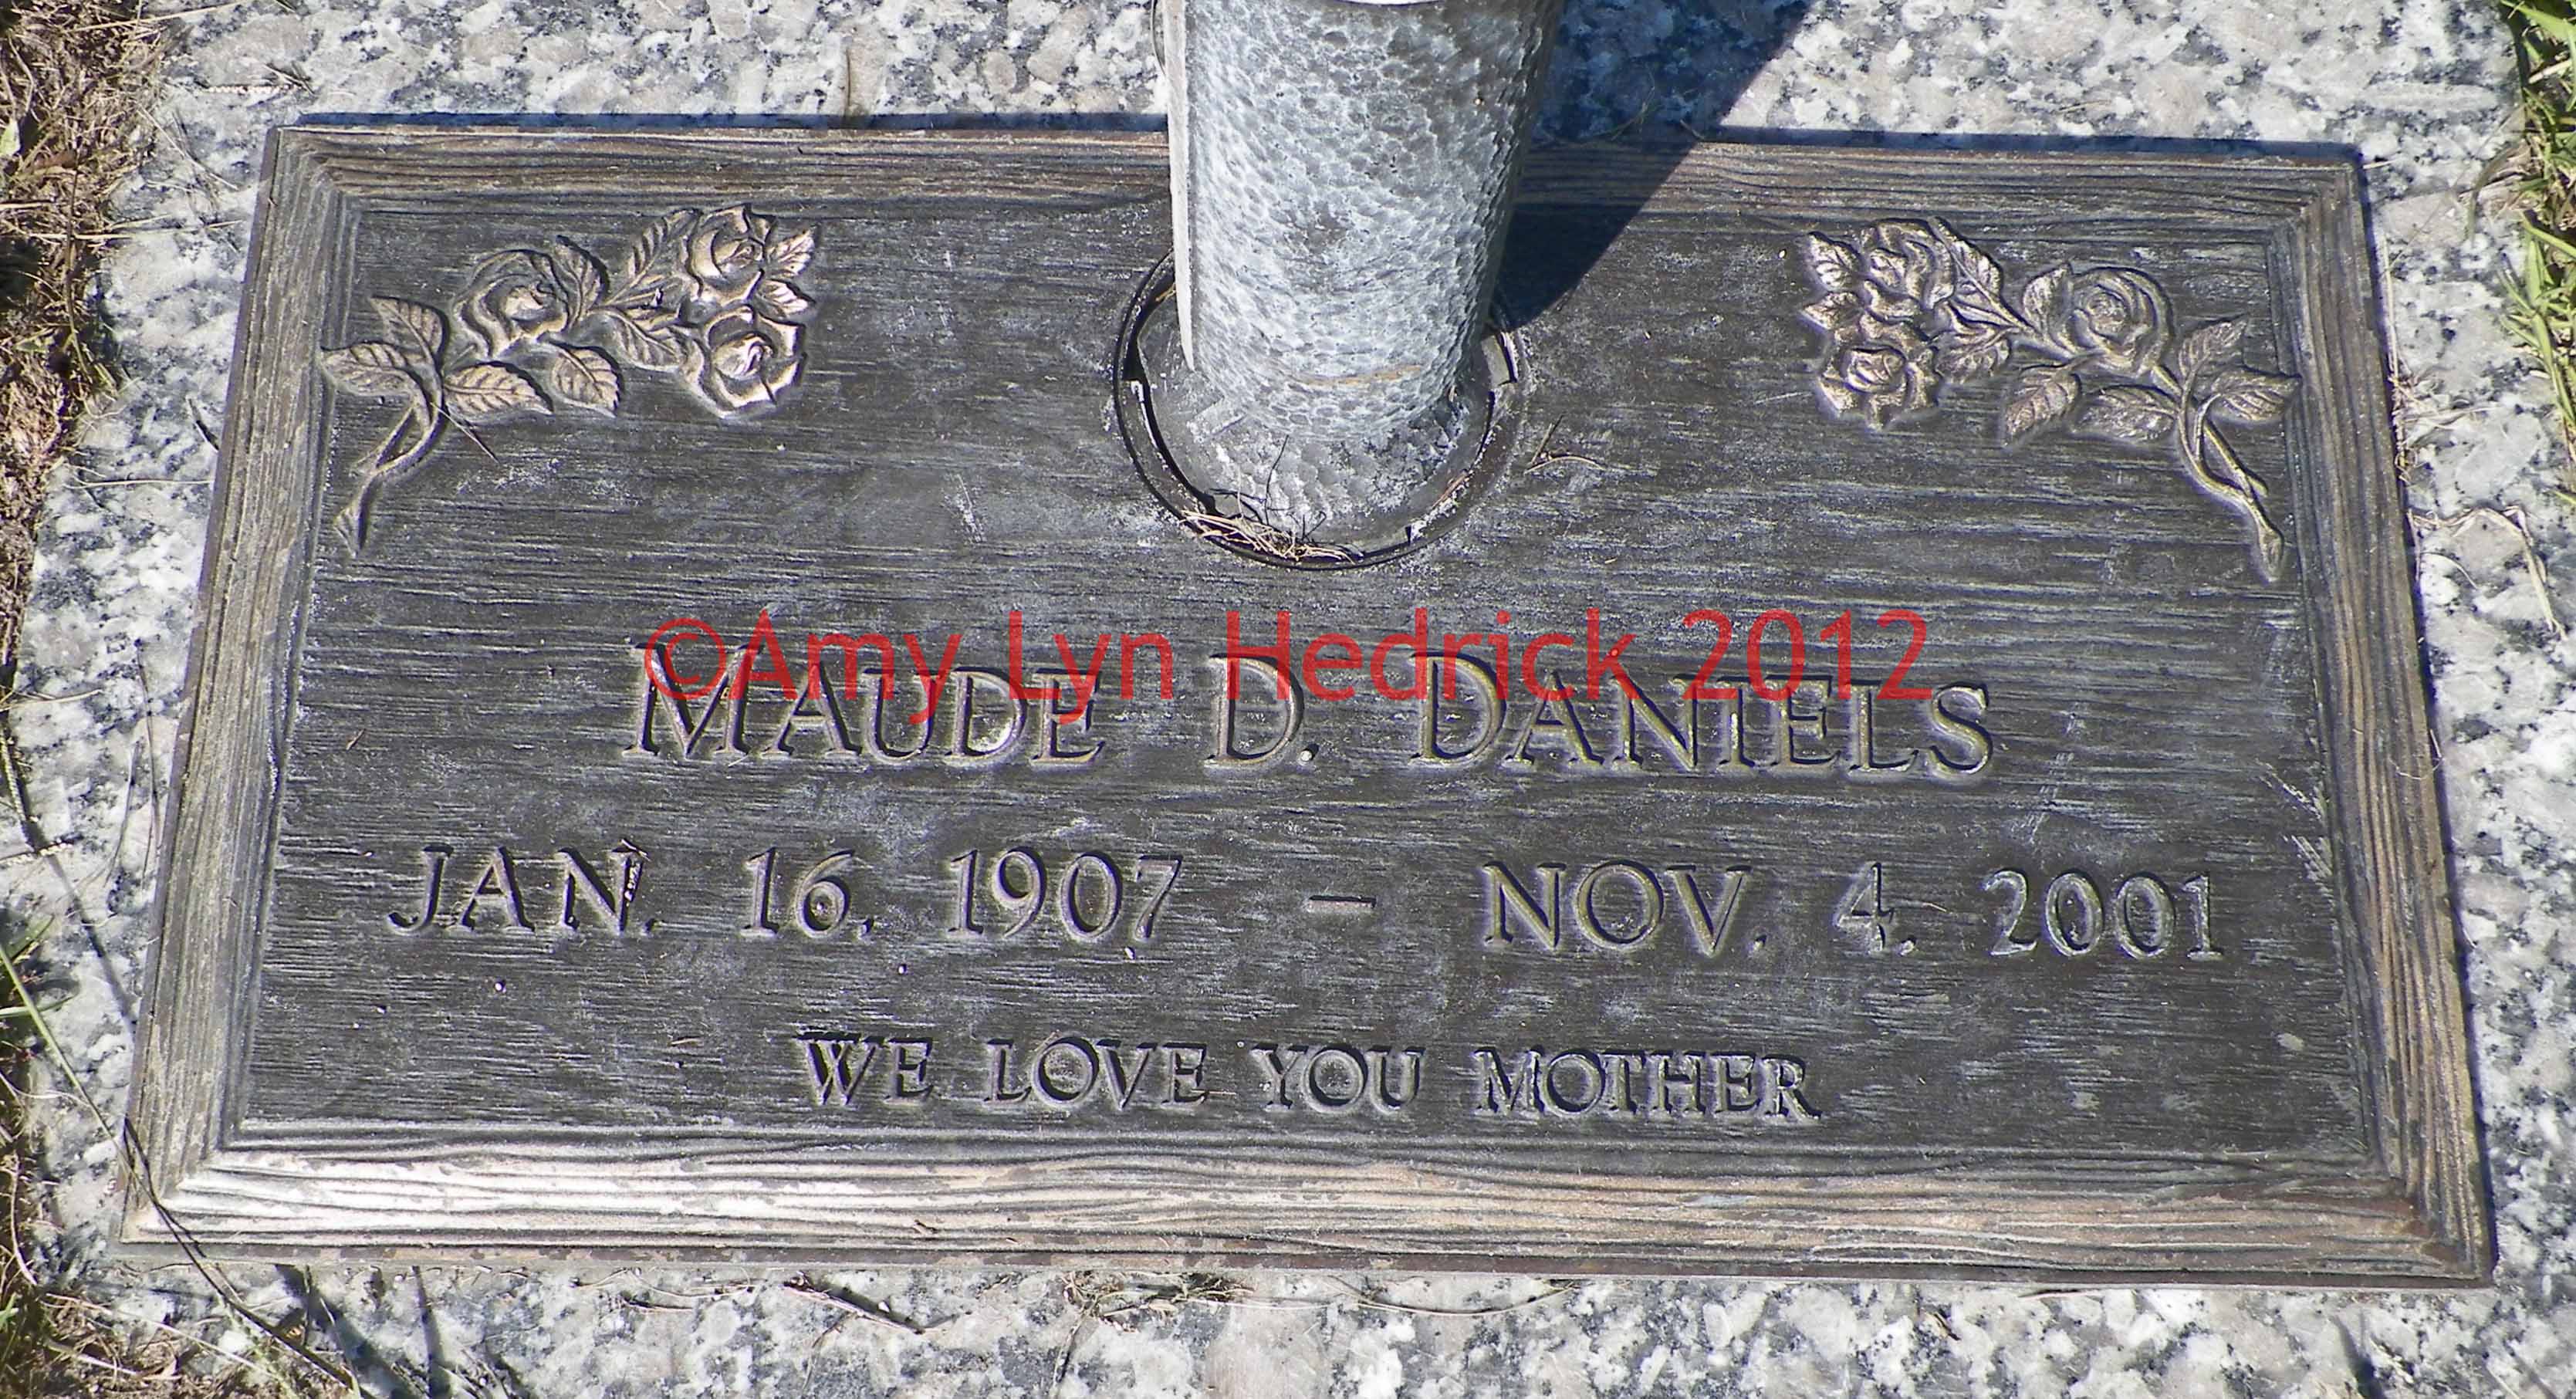 ©Amy Lyn Hedrick 2012
MAUDE D. DANIELS
JAN. 16, 1907 – NOV. 4, 2001
WE LOVE YOU MOTHER